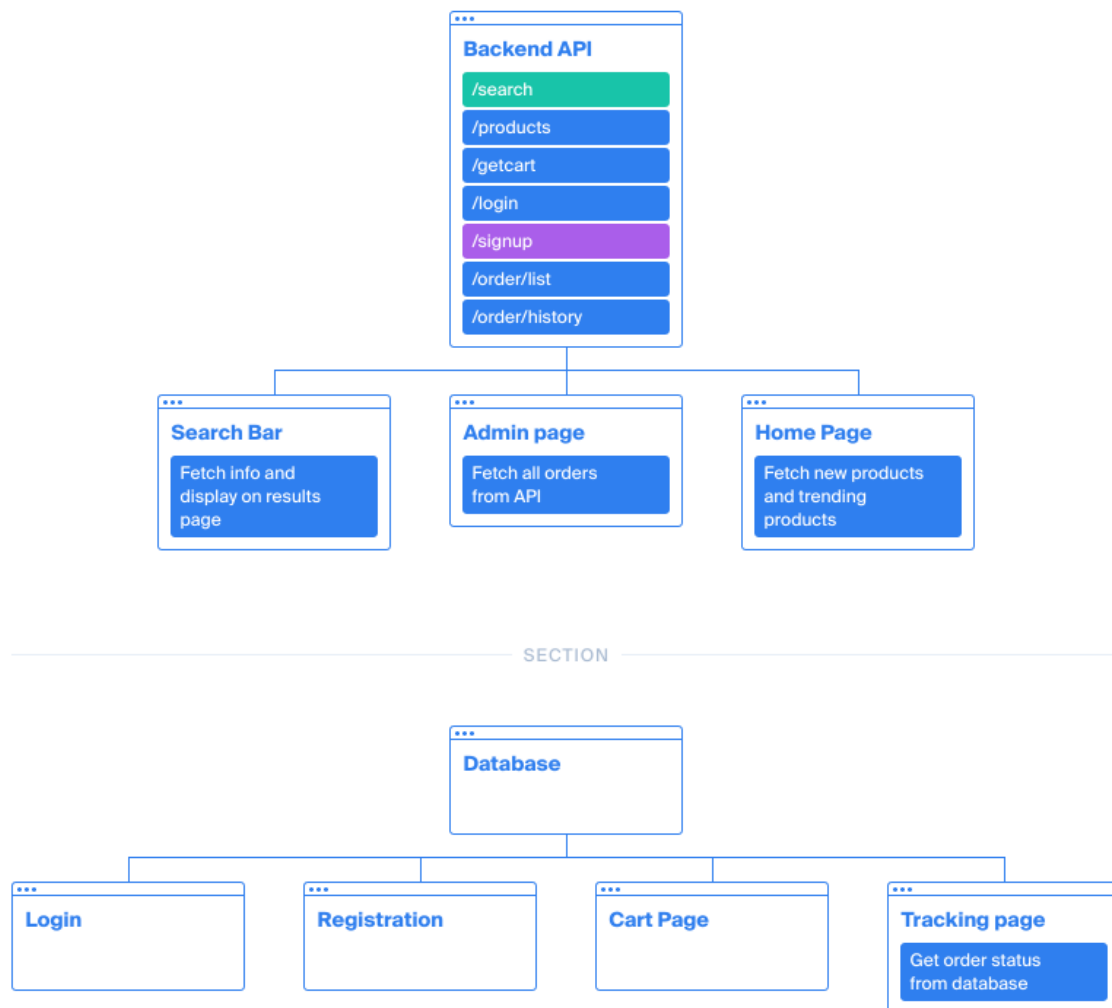 Backend API
/search
/products
/getcart
/login
/signup
/order/list
/order/history
Search Bar
Fetch info and
display on results
page
Admin page
Fetch all orders
from API
Home Page
Fetch new products
and trending
products
SECTION
Database
Login
Registration
Cart Page
Tracking page
Get order status
from database